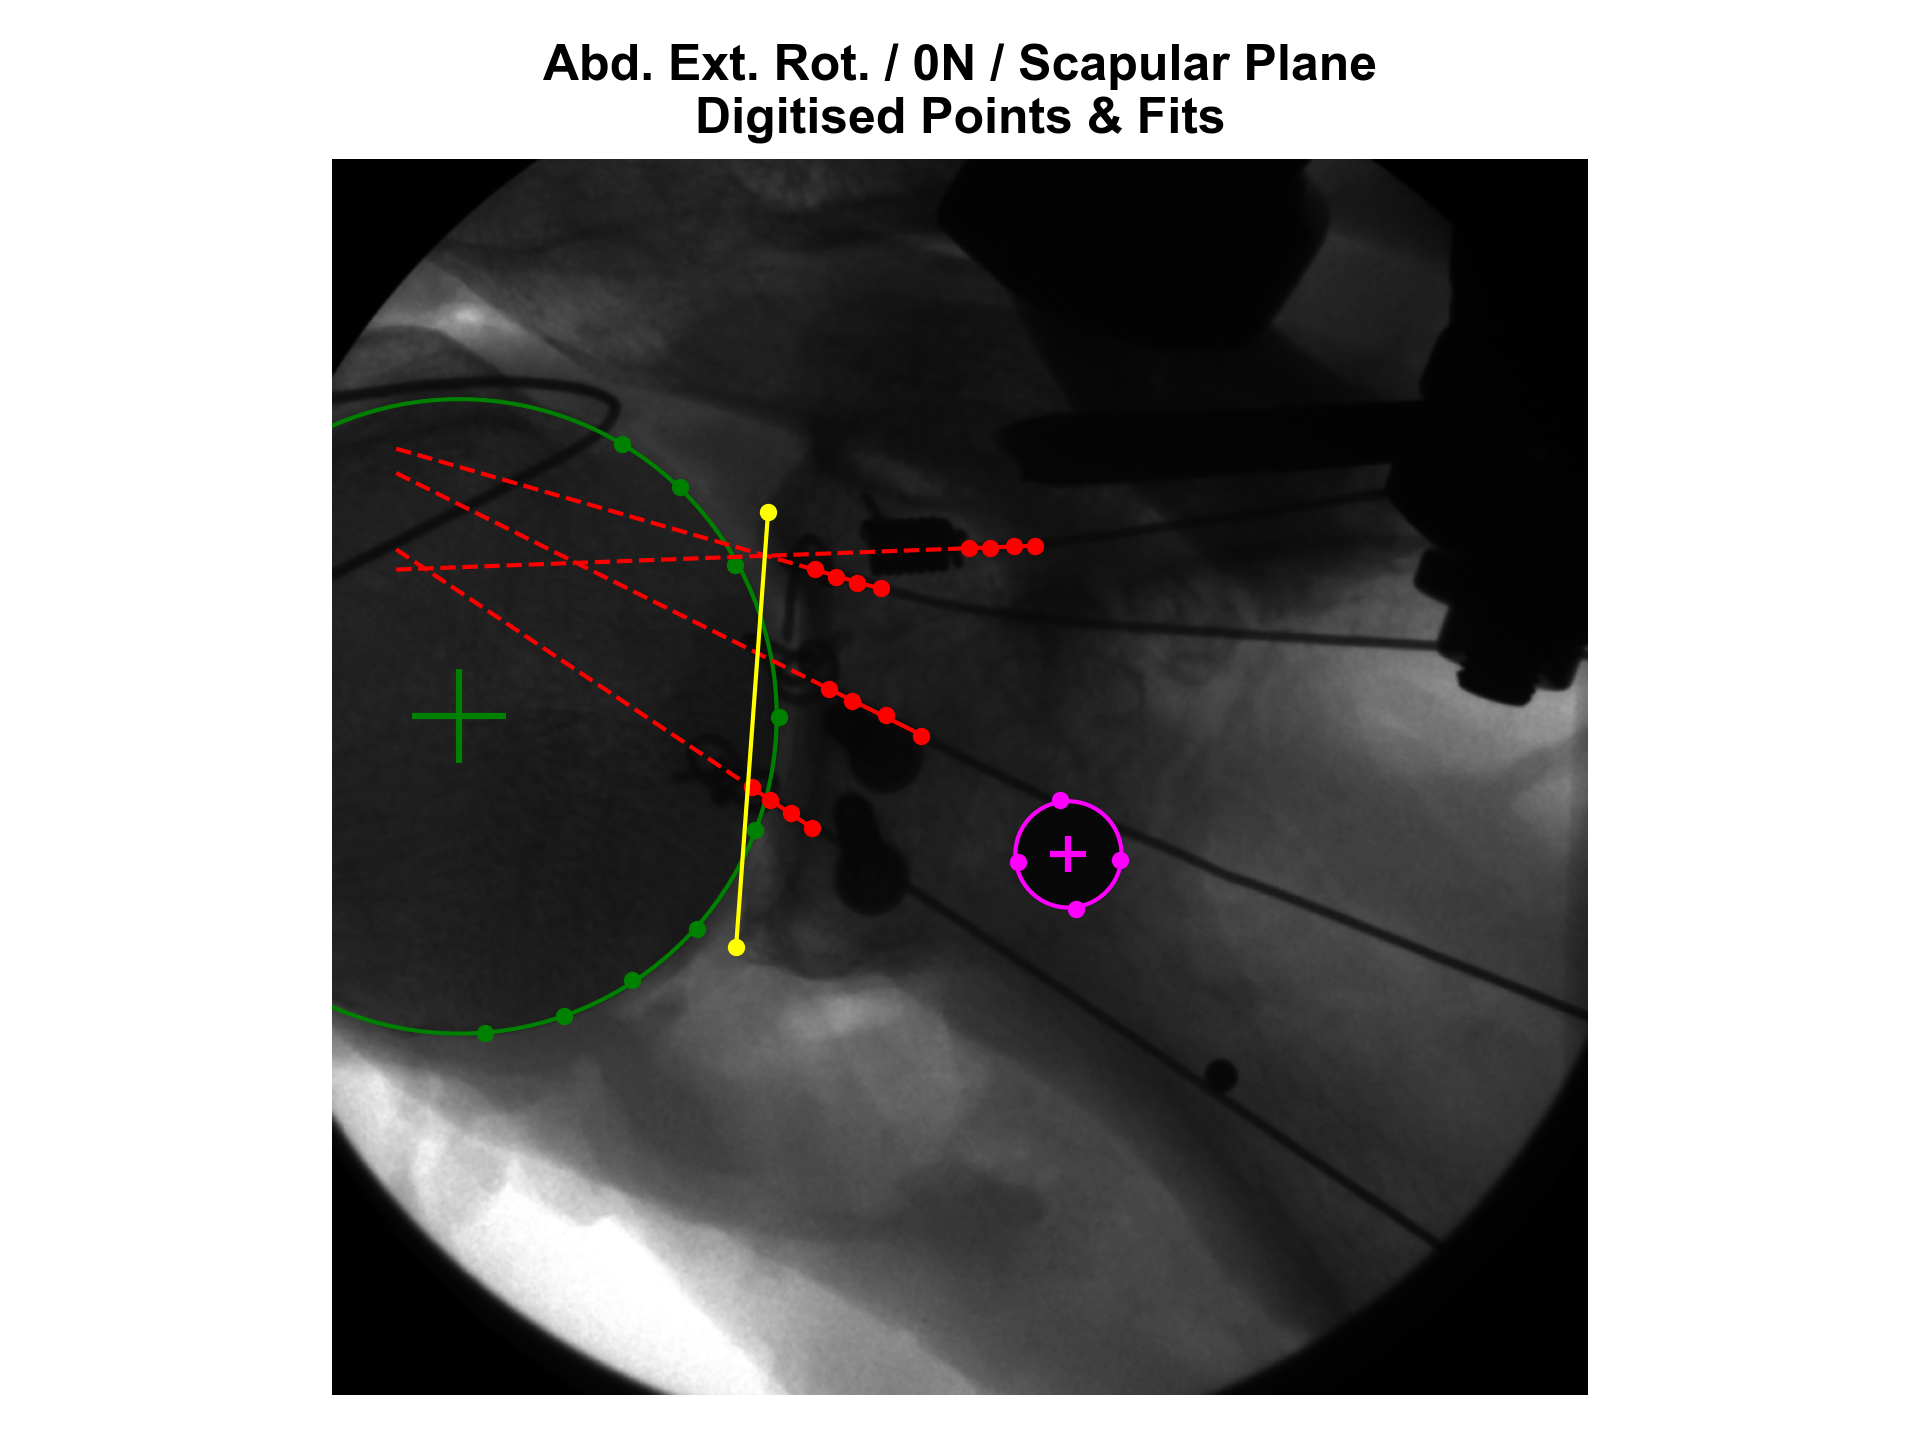 Abd. Ext. Rot. / 0N / Scapular Plane
Digitised Points & Fits